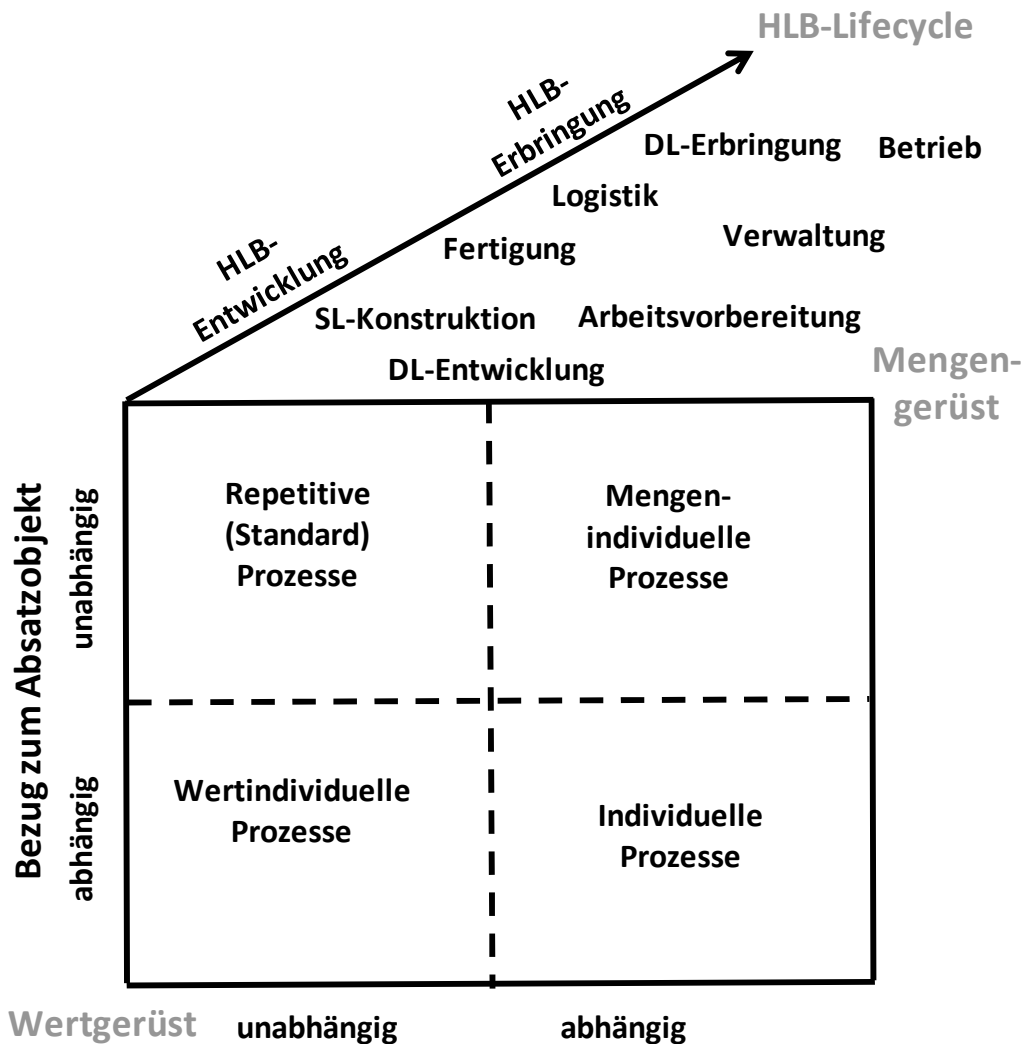 HLB-Lifecycle
HLB-
Erbringung
DL-Erbringung
Betrieb
Logistik
HLB-
Entwicklung
Fertigung
Verwaltung
SL-Konstruktion
Arbeitsvorbereitung
DL-Entwicklung
Mengen-
gerüst
Bezug zum Absatzobjekt
unabhängig
Repetitive
(Standard)
Prozesse
Mengen-
individuelle
Prozesse
abhängig
Wertindividuelle
Prozesse
Individuelle
Prozesse
Wertgerüst
unabhängig
abhängig